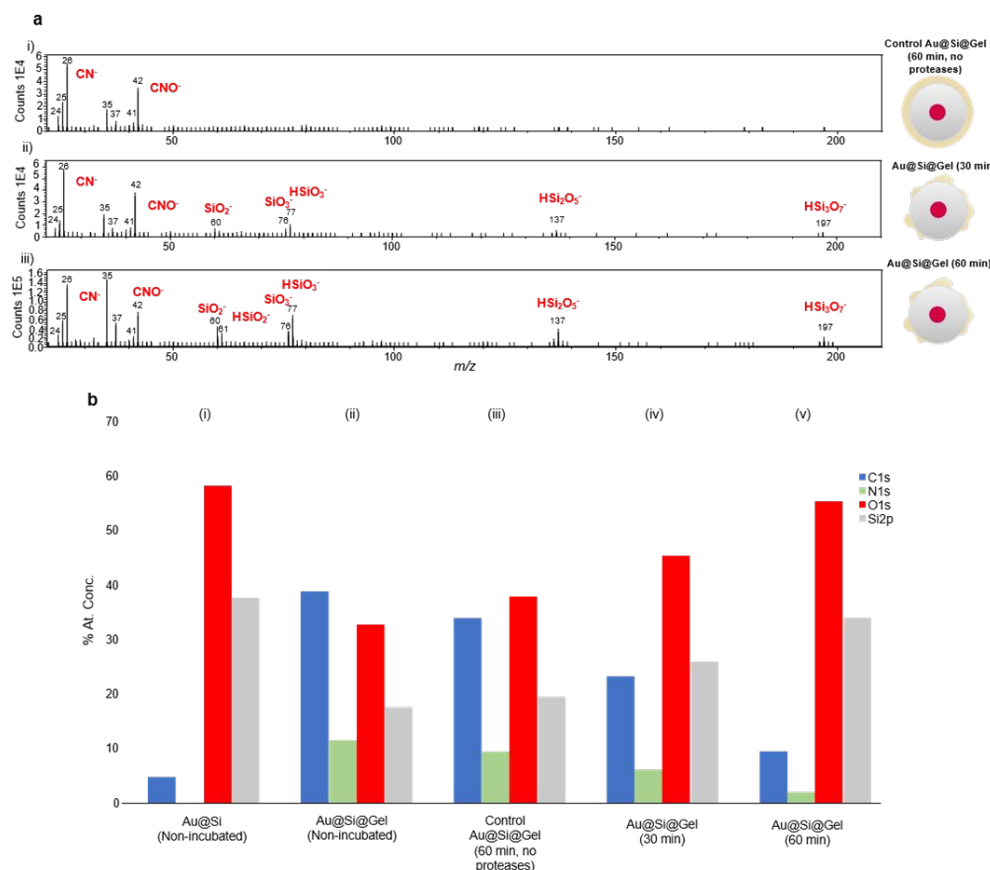 a
i)
Counts 1E4
6
5
4
3
2
1
0
26
25
24
CN⁻
35
37
41
42
CNO⁻
50
100
150
200
Control Au@Si@Gel
(60 min, no
proteases)
ii)
Counts 1E4
6
5
4
3
2
1
0
26
25
24
CN⁻
35
37
41
42
CNO⁻
SiO₂⁻
60
SiO₃⁻
76
HSiO₃⁻
77
HSi₂O₅⁻
137
HSi₃O₇⁻
197
50
100
150
200
Au@Si@Gel (30 min
iii)
Counts 1E5
1.6
1.4
1.2
1.0
0.8
0.6
0.4
0.2
0.0
26
25
24
CN⁻
35
37
41
42
CNO⁻
SiO₂⁻
60
61
HSiO₂⁻
SiO₃⁻
76
HSiO₃⁻
77
HSi₂O₅⁻
137
HSi₃O₇⁻
197
50
100
150
200
m/z
Au@Si@Gel (60 min)
b
(i)
(ii)
(iii)
(iv)
(v)
% At. Conc.
70
60
50
40
30
20
10
0
C1s
N1s
O1s
Si2p
Au@Si
(Non-incubated)
Au@Si@Gel
(Non-incubated)
Control
Au@Si@Gel
(60 min, no
proteases)
Au@Si@Gel
(30 min)
Au@Si@Gel
(60 min)